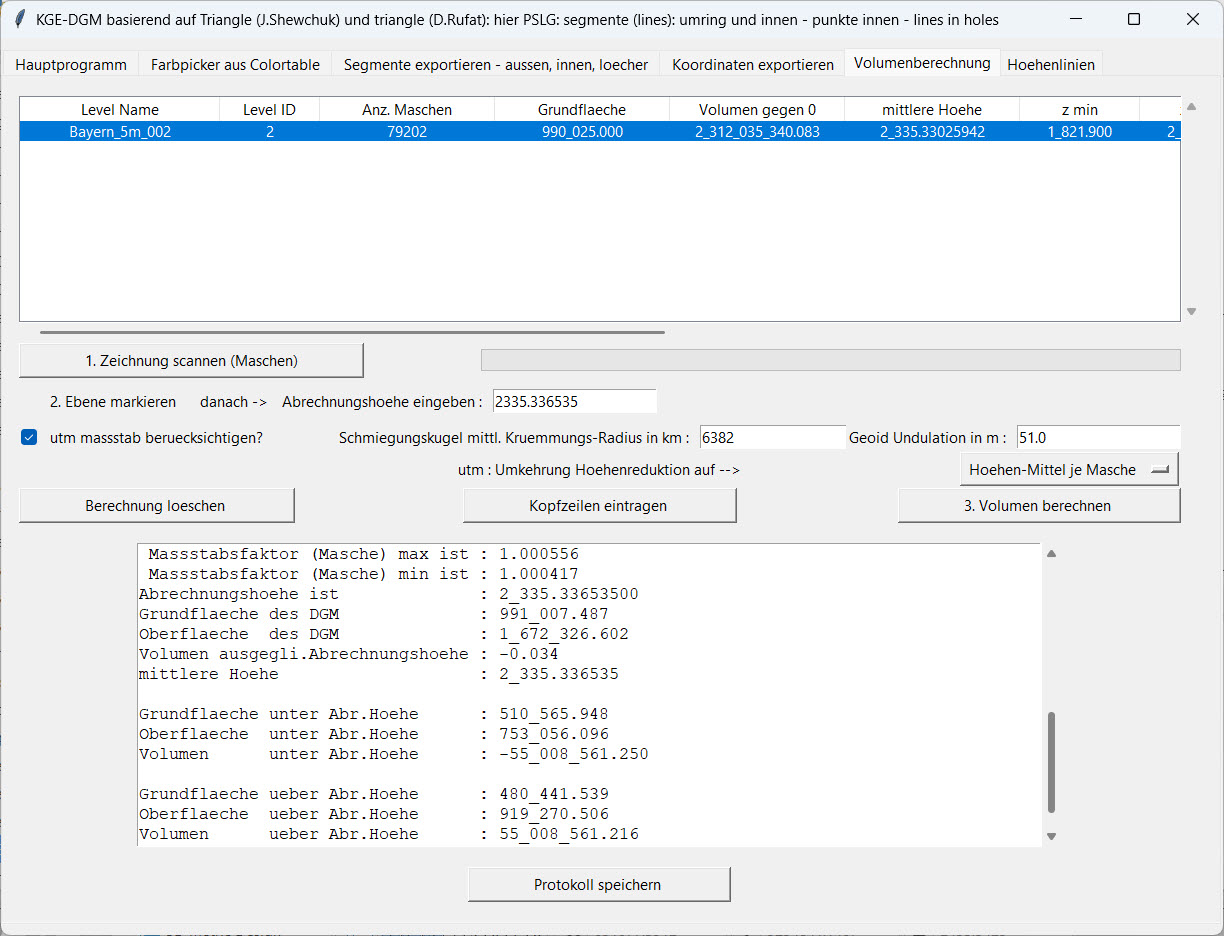 KGE-DGM basierend auf Triangle (J.Shewchuk) und triangle (D.Rufat): hier PSLG: segmente (lines): umring und innen - punkte innen - lines in holes
Hauptprogramm Farbpicker aus Colortable Segmente exportieren - aussen, innen, loecher Koordinaten exportieren Volumenberechnung Hoehenlinien
Level Name Level ID Anz. Maschen Grundflaeche Volumen gegen 0 mittlere Hoehe z min
Bayern_5m_002 2 79202 990_025.000 2_312_035_340.083 2_335.33025942 1_821.900 2_
1. Zeichnung scannen (Maschen)
2. Ebene markieren danach -> Abrechnungshoehe eingeben : 2335.336535
utm massstab beruecksichtigen? Schmiegungskugel mittl. Kruemmungs-Radius in km : 6382 Geoid Undulation in m : 51.0
utm : Umkehrung Hoehenreduktion auf --> Hoehen-Mittel je Masche
Berechnung loeschen Kopfzeilen eintragen 3. Volumen berechnen
Massstabsfaktor (Masche) max ist : 1.000556
Massstabsfaktor (Masche) min ist : 1.000417
Abrechnungshoehe ist : 2_335.33653500
Grundflaeche des DGM : 991_007.487
Oberflaeche des DGM : 1_672_326.602
Volumen ausgegli.Abrechnungshoehe : -0.034
mittlere Hoehe : 2_335.336535
Grundflaeche unter Abr.Hoehe : 510_565.948
Oberflaeche unter Abr.Hoehe : 753_056.096
Volumen unter Abr.Hoehe : -55_008_561.250
Grundflaeche ueber Abr.Hoehe : 480_441.539
Oberflaeche ueber Abr.Hoehe : 919_270.506
Volumen ueber Abr.Hoehe : 55_008_561.216
Protokoll speichern